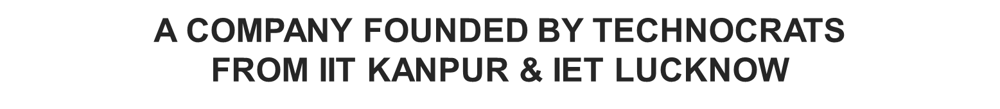 A COMPANY FOUNDED BY TECHNOCRATS
FROM IIT KANPUR & IET LUCKNOW